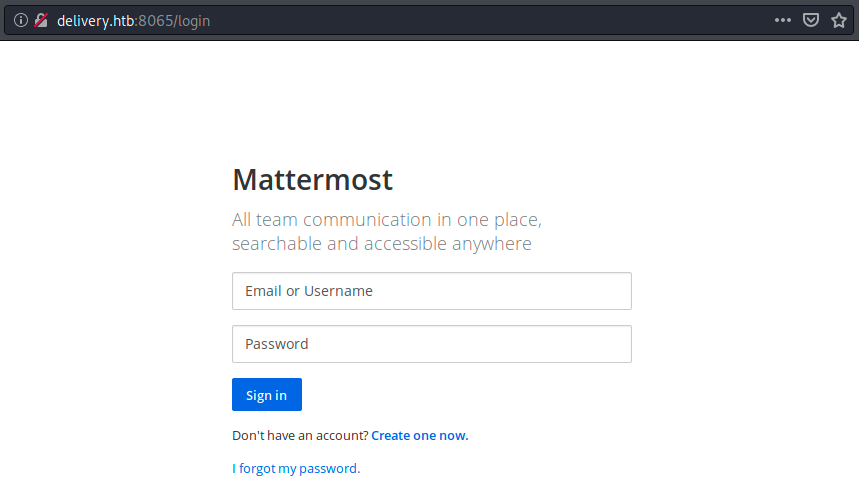 delivery.htb:8065/login
Mattermost
All team communication in one place,
searchable and accessible anywhere
Email or Username
Password
Sign in
Don't have an account? Create one now.
I forgot my password.